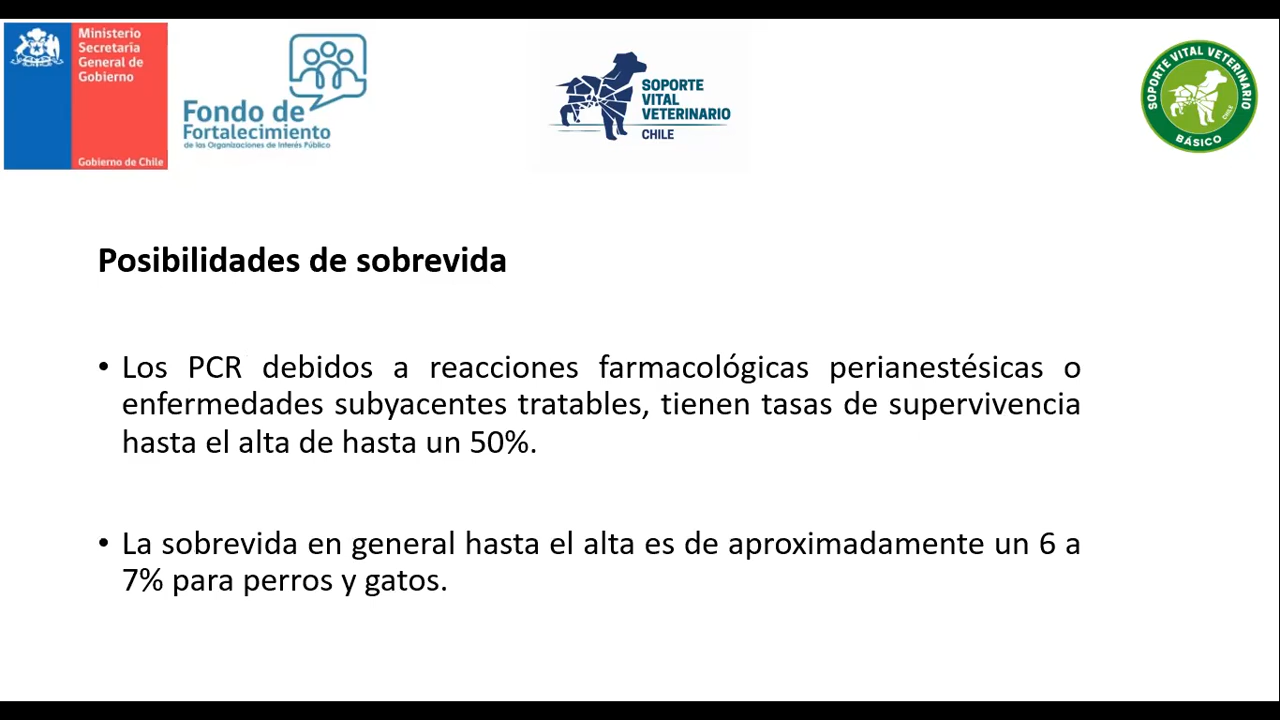 Ministerio
Secretaría
General de
Gobierno
Gobierno de Chile
Fondo de
Fortalecimiento
de las Organizaciones de Interés Público
SOPORTE
VITAL
VETERINARIO
CHILE
SOPORTE VITAL VETERINARIO
CHILE
BÁSICO
Posibilidades de sobrevida
• Los PCR debidos a reacciones farmacológicas perianestésicas o
enfermedades subyacentes tratables, tienen tasas de supervivencia
hasta el alta de hasta un 50%.
• La sobrevida en general hasta el alta es de aproximadamente un 6 a
7% para perros y gatos.